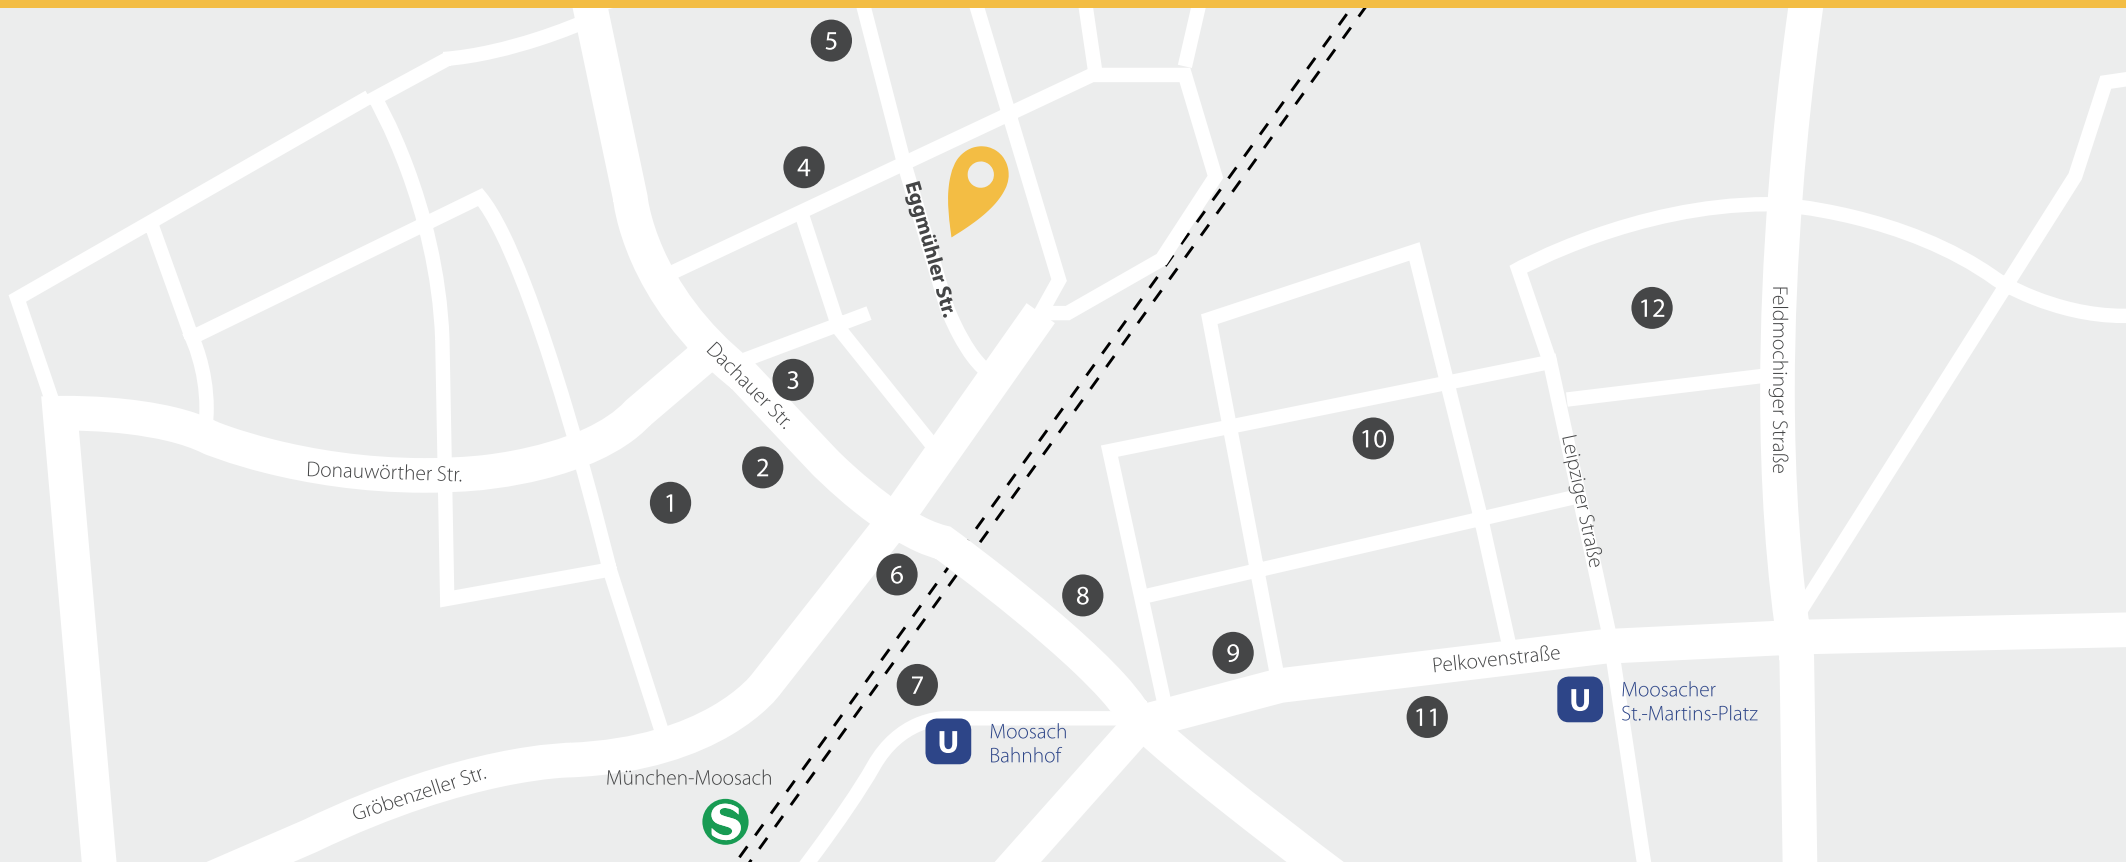 5
4
Eggmühler Str.
12
Feldmochinger Straße
3
Dachauer Str.
10
2
Donauwörther Str.
1
Leipziger Straße
6
8
9
Pelkovenstraße
7
11
U
Moosacher
St.-Martins-Platz
U
Moosach
Bahnhof
München-Moosach
Gröbenzeller Str.
S